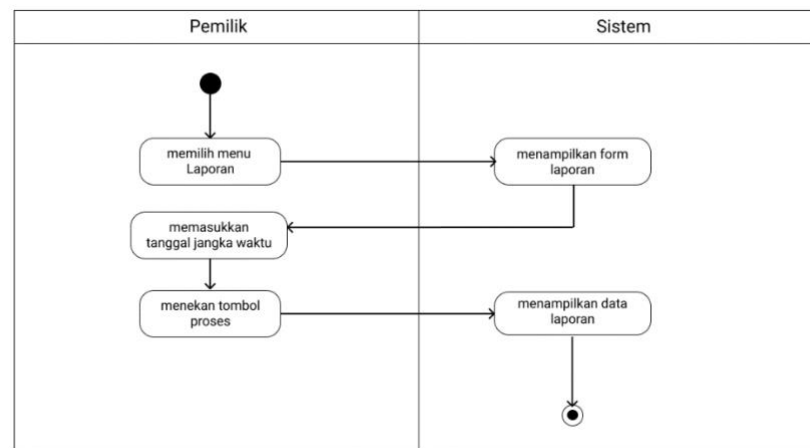 Pemilik
Sistem
memilih menu
Laporan
menampilkan form
laporan
memasukkan
tanggal jangka waktu
menekan tombol
proses
menampilkan data
laporan